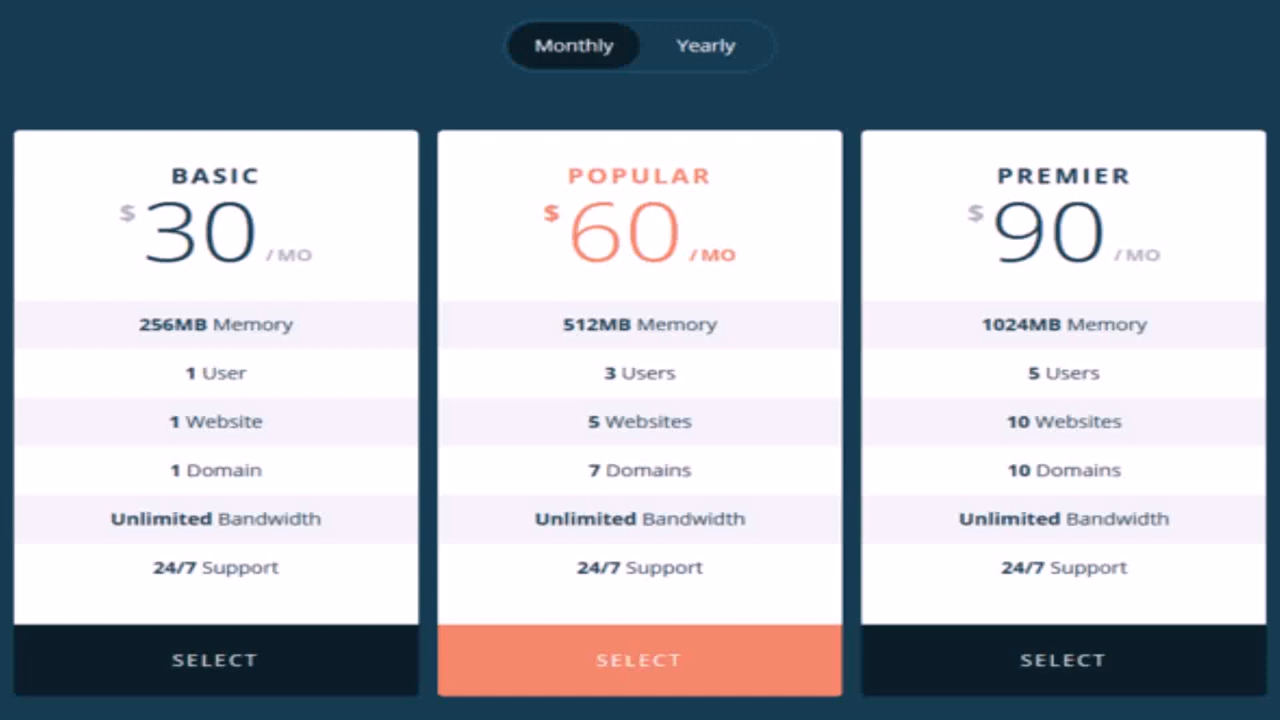 Monthly Yearly
BASIC
$30/MO
256MB Memory
1 User
1 Website
1 Domain
Unlimited Bandwidth
24/7 Support
SELECT
POPULAR
$60/MO
512MB Memory
3 Users
5 Websites
7 Domains
Unlimited Bandwidth
24/7 Support
SELECT
PREMIER
$90/MO
1024MB Memory
5 Users
10 Websites
10 Domains
Unlimited Bandwidth
24/7 Support
SELECT